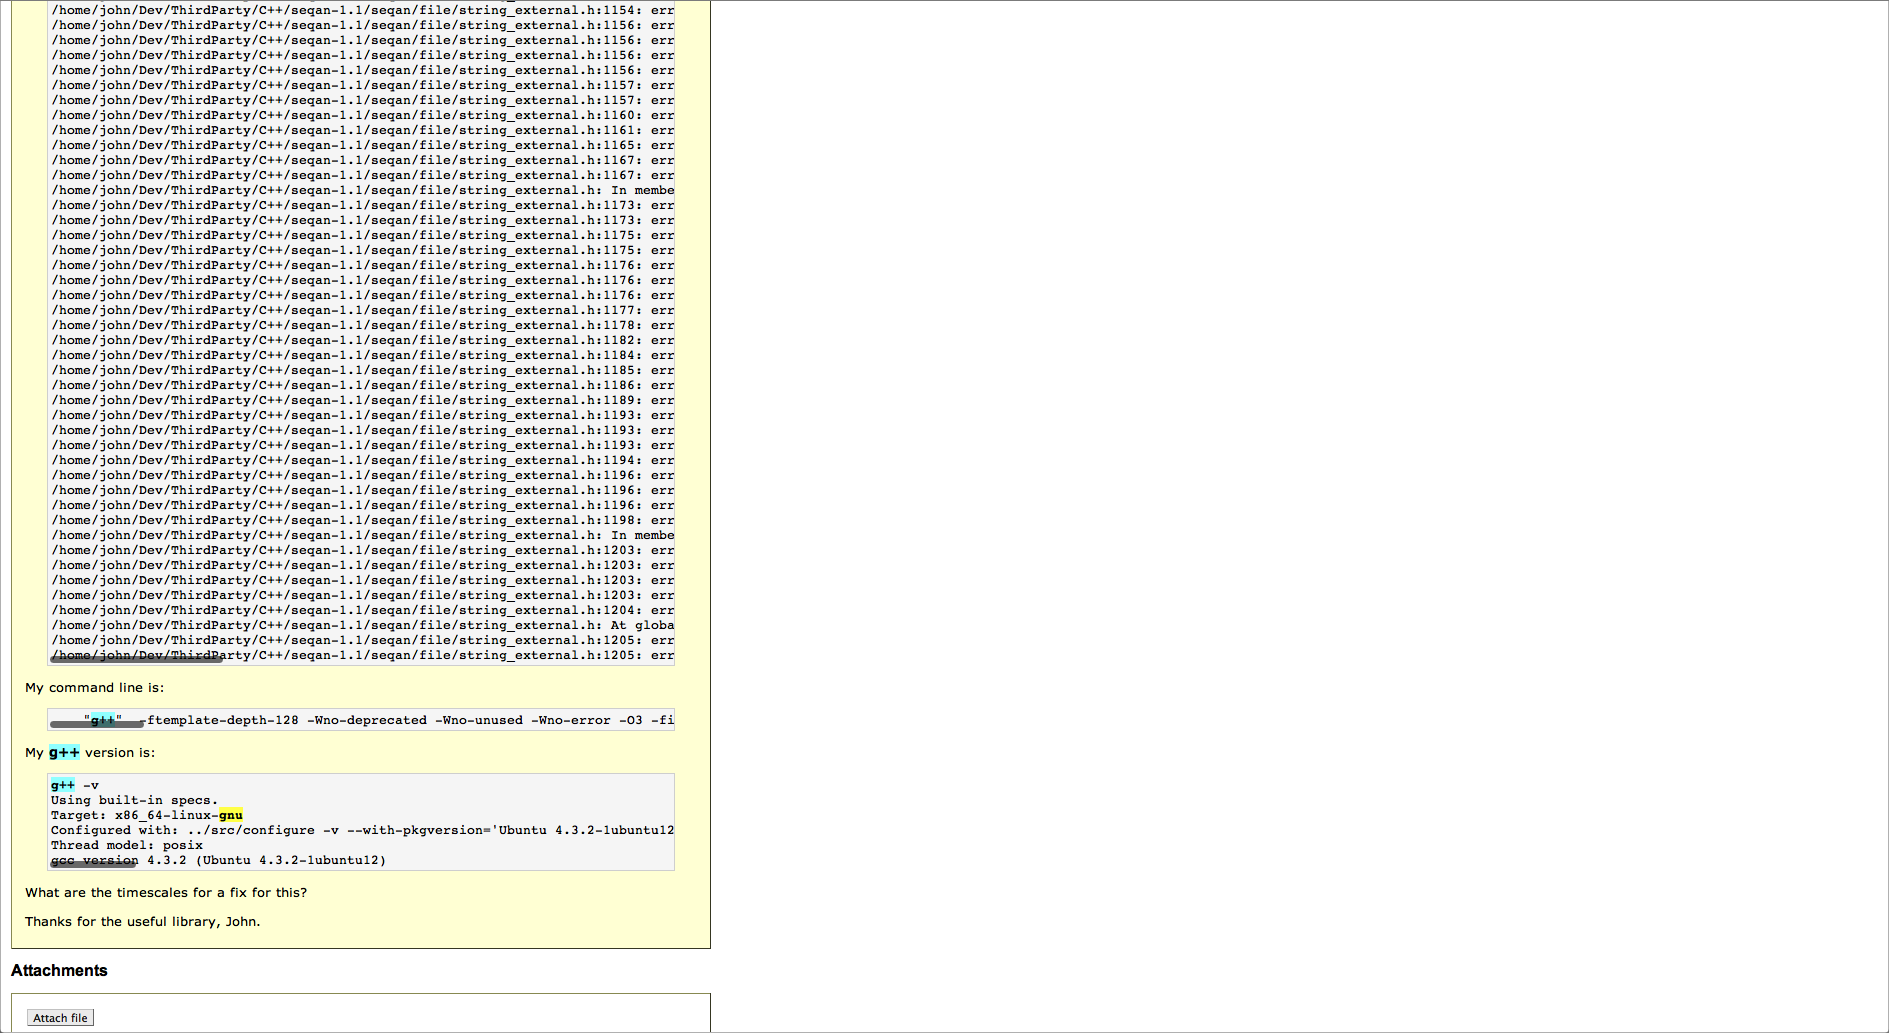 /home/john/Dev/ThirdParty/C++/seqan-1.1/seqan/file/string_external.h:1154: err
/home/john/Dev/ThirdParty/C++/seqan-1.1/seqan/file/string_external.h:1156: err
/home/john/Dev/ThirdParty/C++/seqan-1.1/seqan/file/string_external.h:1156: err
/home/john/Dev/ThirdParty/C++/seqan-1.1/seqan/file/string_external.h:1156: err
/home/john/Dev/ThirdParty/C++/seqan-1.1/seqan/file/string_external.h:1156: err
/home/john/Dev/ThirdParty/C++/seqan-1.1/seqan/file/string_external.h:1157: err
/home/john/Dev/ThirdParty/C++/seqan-1.1/seqan/file/string_external.h:1157: err
/home/john/Dev/ThirdParty/C++/seqan-1.1/seqan/file/string_external.h:1160: err
/home/john/Dev/ThirdParty/C++/seqan-1.1/seqan/file/string_external.h:1161: err
/home/john/Dev/ThirdParty/C++/seqan-1.1/seqan/file/string_external.h:1165: err
/home/john/Dev/ThirdParty/C++/seqan-1.1/seqan/file/string_external.h:1167: err
/home/john/Dev/ThirdParty/C++/seqan-1.1/seqan/file/string_external.h:1167: err
/home/john/Dev/ThirdParty/C++/seqan-1.1/seqan/file/string_external.h: In membe
/home/john/Dev/ThirdParty/C++/seqan-1.1/seqan/file/string_external.h:1173: err
/home/john/Dev/ThirdParty/C++/seqan-1.1/seqan/file/string_external.h:1173: err
/home/john/Dev/ThirdParty/C++/seqan-1.1/seqan/file/string_external.h:1175: err
/home/john/Dev/ThirdParty/C++/seqan-1.1/seqan/file/string_external.h:1175: err
/home/john/Dev/ThirdParty/C++/seqan-1.1/seqan/file/string_external.h:1176: err
/home/john/Dev/ThirdParty/C++/seqan-1.1/seqan/file/string_external.h:1176: err
/home/john/Dev/ThirdParty/C++/seqan-1.1/seqan/file/string_external.h:1176: err
/home/john/Dev/ThirdParty/C++/seqan-1.1/seqan/file/string_external.h:1177: err
/home/john/Dev/ThirdParty/C++/seqan-1.1/seqan/file/string_external.h:1178: err
/home/john/Dev/ThirdParty/C++/seqan-1.1/seqan/file/string_external.h:1182: err
/home/john/Dev/ThirdParty/C++/seqan-1.1/seqan/file/string_external.h:1184: err
/home/john/Dev/ThirdParty/C++/seqan-1.1/seqan/file/string_external.h:1185: err
/home/john/Dev/ThirdParty/C++/seqan-1.1/seqan/file/string_external.h:1186: err
/home/john/Dev/ThirdParty/C++/seqan-1.1/seqan/file/string_external.h:1189: err
/home/john/Dev/ThirdParty/C++/seqan-1.1/seqan/file/string_external.h:1193: err
/home/john/Dev/ThirdParty/C++/seqan-1.1/seqan/file/string_external.h:1193: err
/home/john/Dev/ThirdParty/C++/seqan-1.1/seqan/file/string_external.h:1193: err
/home/john/Dev/ThirdParty/C++/seqan-1.1/seqan/file/string_external.h:1194: err
/home/john/Dev/ThirdParty/C++/seqan-1.1/seqan/file/string_external.h:1196: err
/home/john/Dev/ThirdParty/C++/seqan-1.1/seqan/file/string_external.h:1196: err
/home/john/Dev/ThirdParty/C++/seqan-1.1/seqan/file/string_external.h:1196: err
/home/john/Dev/ThirdParty/C++/seqan-1.1/seqan/file/string_external.h:1198: err
/home/john/Dev/ThirdParty/C++/seqan-1.1/seqan/file/string_external.h: In membe
/home/john/Dev/ThirdParty/C++/seqan-1.1/seqan/file/string_external.h:1203: err
/home/john/Dev/ThirdParty/C++/seqan-1.1/seqan/file/string_external.h:1203: err
/home/john/Dev/ThirdParty/C++/seqan-1.1/seqan/file/string_external.h:1203: err
/home/john/Dev/ThirdParty/C++/seqan-1.1/seqan/file/string_external.h:1203: err
/home/john/Dev/ThirdParty/C++/seqan-1.1/seqan/file/string_external.h:1204: err
/home/john/Dev/ThirdParty/C++/seqan-1.1/seqan/file/string_external.h: At globa
/home/john/Dev/ThirdParty/C++/seqan-1.1/seqan/file/string_external.h:1205: err
/home/john/Dev/ThirdParty/C++/seqan-1.1/seqan/file/string_external.h:1205: err
My command line is:
"g++"  -ftemplate-depth-128 -Wno-deprecated -Wno-unused -Wno-error -O3 -fi
My g++ version is:
g++ -v
Using built-in specs.
Target: x86_64-linux-gnu
Configured with: ../src/configure -v --with-pkgversion='Ubuntu 4.3.2-1ubuntu12
Thread model: posix
gcc version 4.3.2 (Ubuntu 4.3.2-1ubuntu12)
What are the timescales for a fix for this?
Thanks for the useful library, John.
Attachments
Attach file